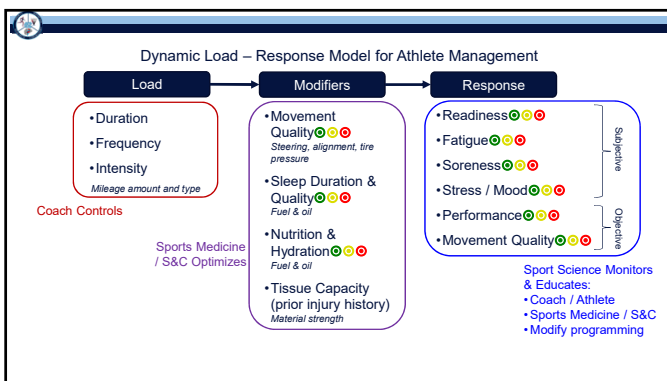 Dynamic Load – Response Model for Athlete Management
Load
Modifiers
Response
•Duration
•Frequency
•Intensity
Mileage amount and type
Coach Controls
•Movement
Quality
Steering, alignment, tire
pressure
•Sleep Duration &
Quality
Fuel & oil
•Nutrition &
Hydration
Fuel & oil
•Tissue Capacity
(prior injury history)
Material strength
Sports Medicine
/ S&C Optimizes
•Readiness
•Fatigue
•Soreness
•Stress / Mood
Subjective
•Performance
•Movement Quality
Objective
Sport Science Monitors
& Educates:
•Coach / Athlete
•Sports Medicine / S&C
•Modify programming